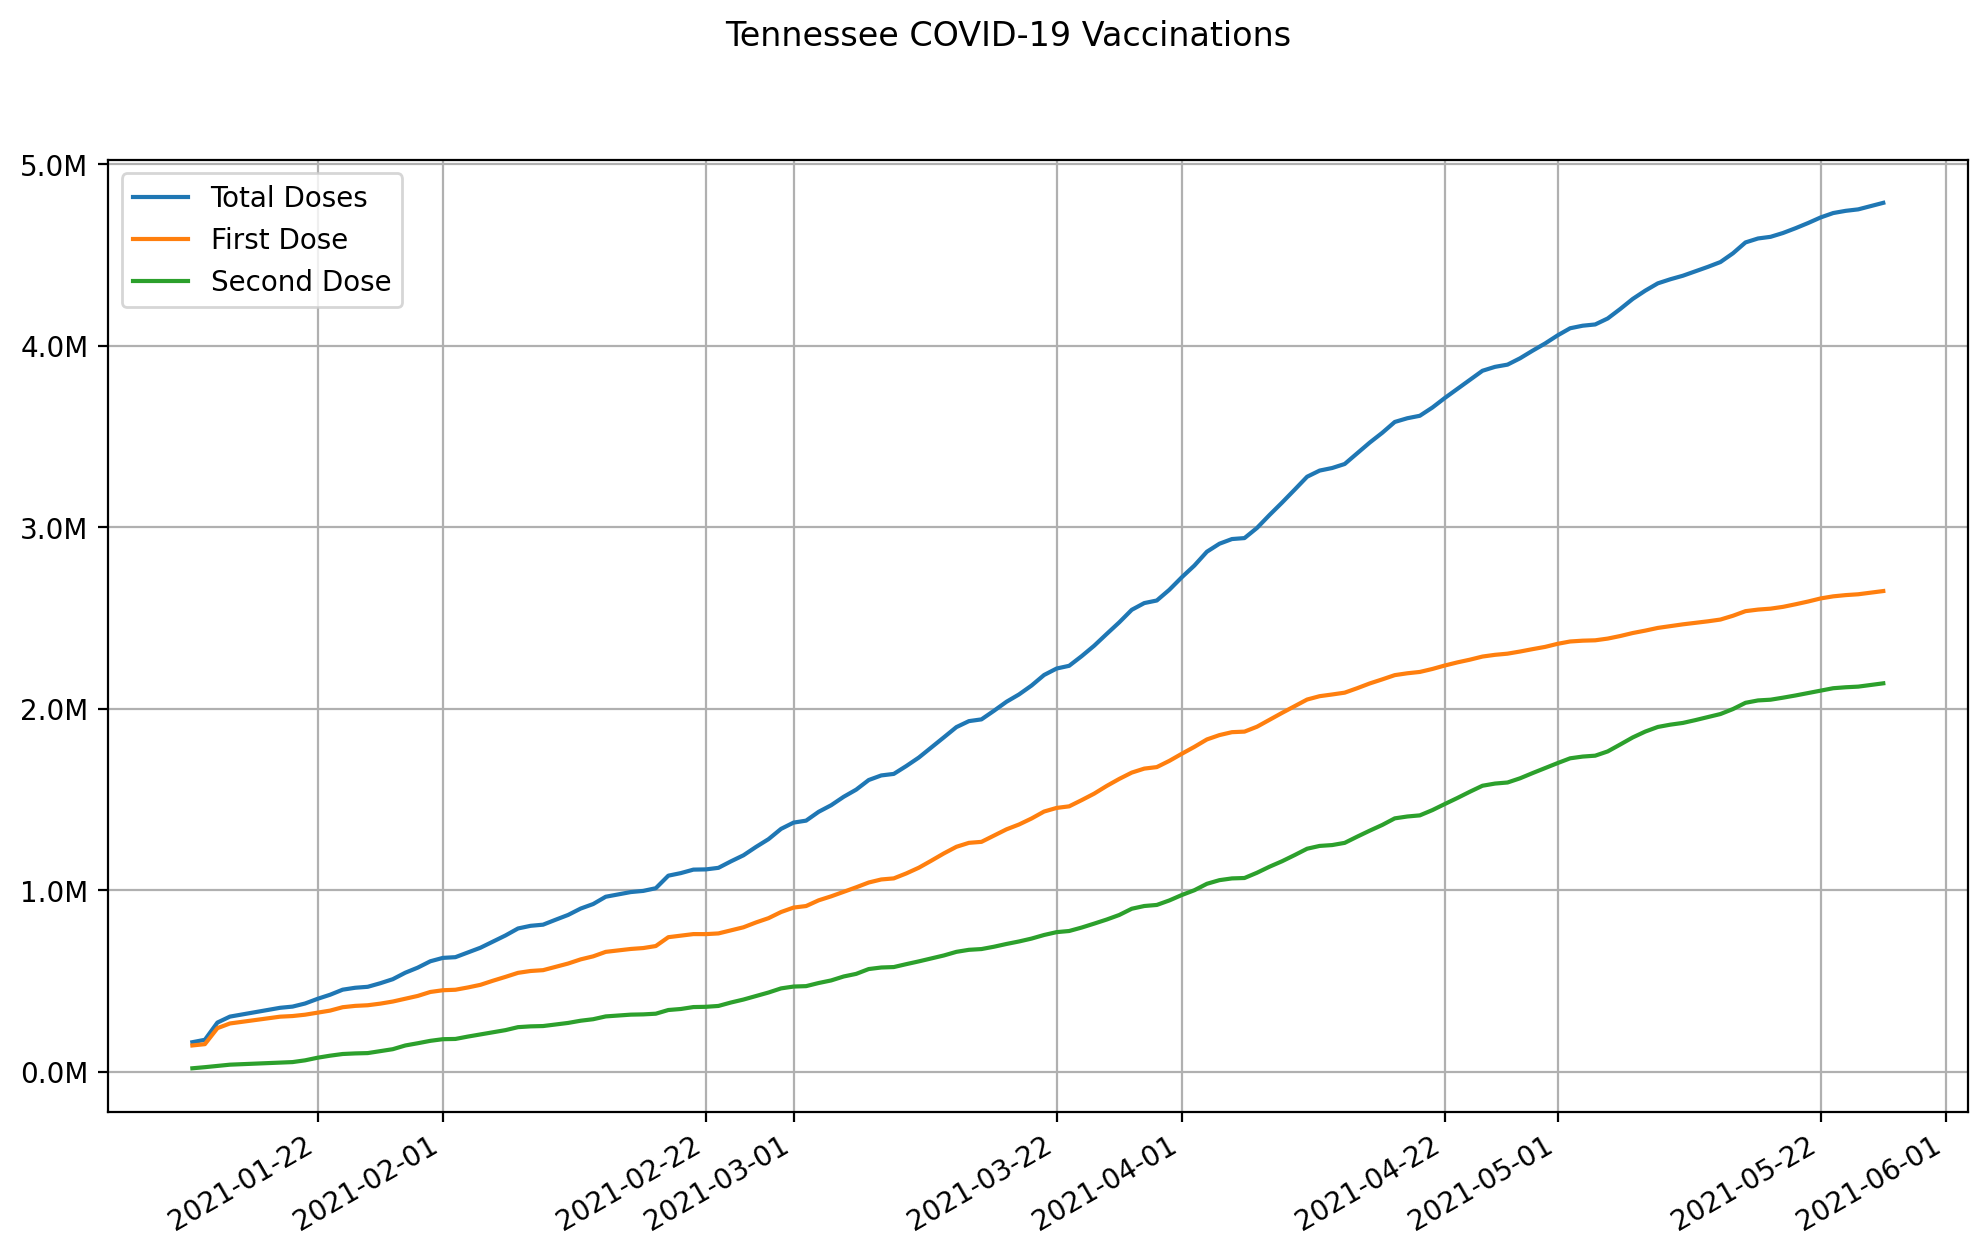 Tennessee COVID-19 Vaccinations
5.0M
4.0M
3.0M
2.0M
1.0M
0.0M
Total Doses
First Dose
Second Dose
2021-01-22
2021-02-01
2021-02-22
2021-03-01
2021-03-22
2021-04-01
2021-04-22
2021-05-01
2021-05-22
2021-06-01